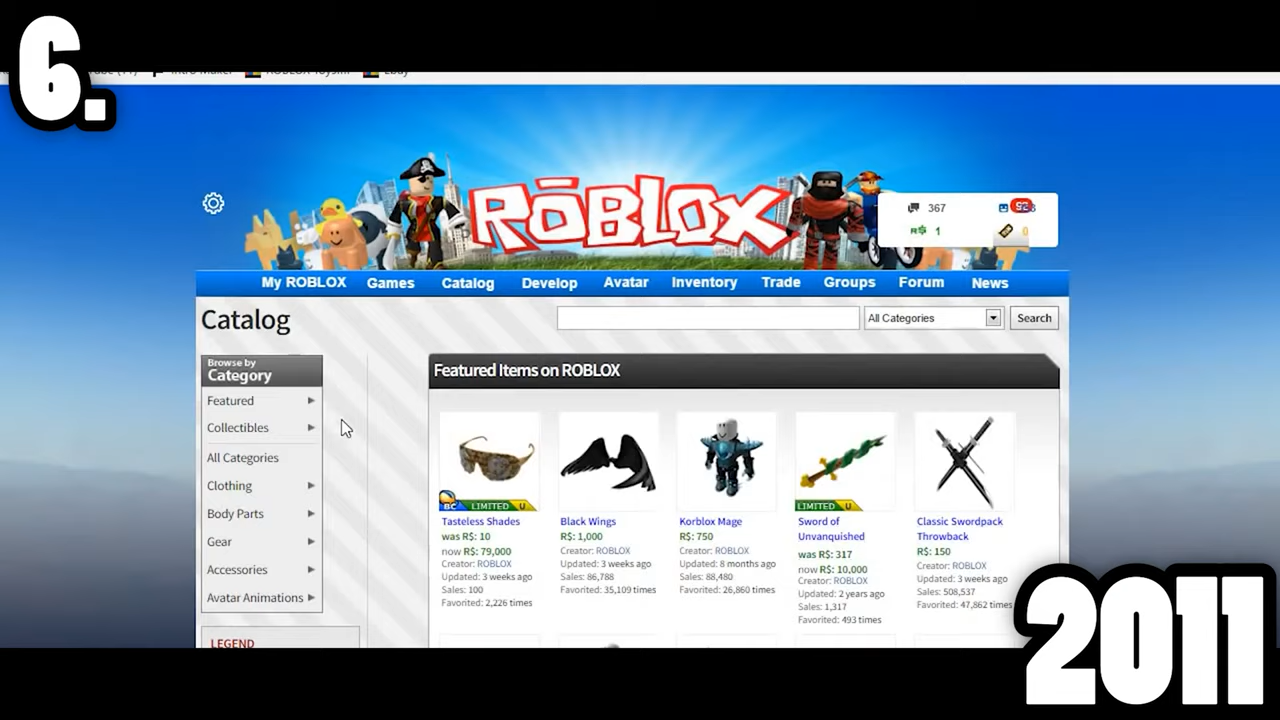 6.
ROBLOX
367
R$ 1
0
My ROBLOX Games Catalog Develop Avatar Inventory Trade Groups Forum News
Catalog
All Categories
Search
Browse by
Category
Featured
Collectibles
All Categories
Clothing
Body Parts
Gear
Accessories
Avatar Animations
LEGEND
Featured Items on ROBLOX
BC LIMITED U
Tasteless Shades
was R$: 10
now R$: 79,000
Creator: ROBLOX
Updated: 3 weeks ago
Sales: 100
Favorited: 2,226 times
Black Wings
R$: 1,000
Creator: ROBLOX
Updated: 3 weeks ago
Sales: 86,788
Favorited: 35,109 times
Korblox Mage
R$: 750
Creator: ROBLOX
Updated: 8 months ago
Sales: 88,480
Favorited: 26,860 times
LIMITED U
Sword of
Unvanquished
was R$: 317
now R$: 10,000
Creator: ROBLOX
Updated: 2 years ago
Sales: 1,317
Favorited: 493 times
Classic Swordpack
Throwback
R$: 150
Creator: ROBLOX
Updated: 3 weeks ago
Sales: 508,537
Favorited: 47,862 times
2011